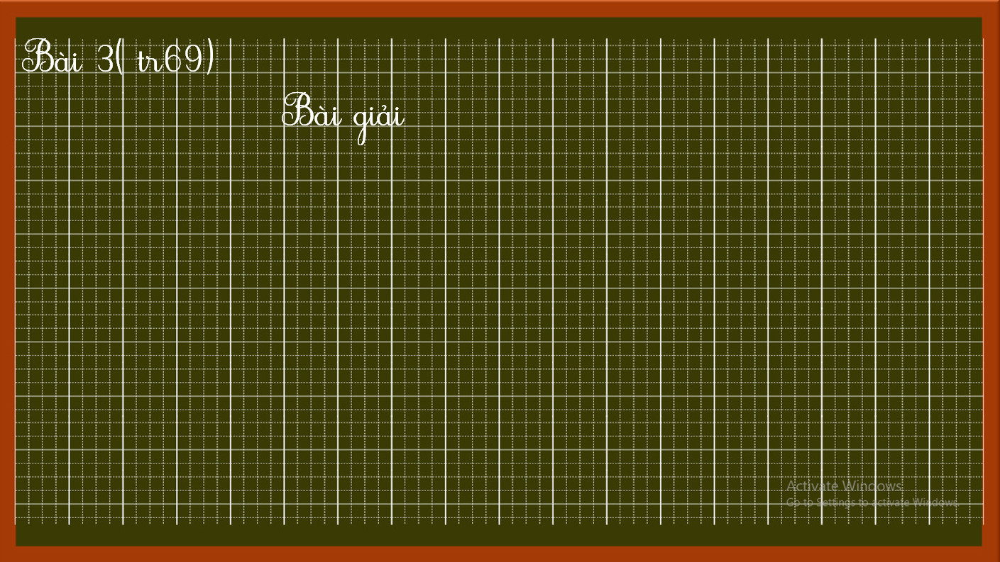 Bài 3( tr69)
Bài giải
Activate Windows
Go to Settings to activate Windows.